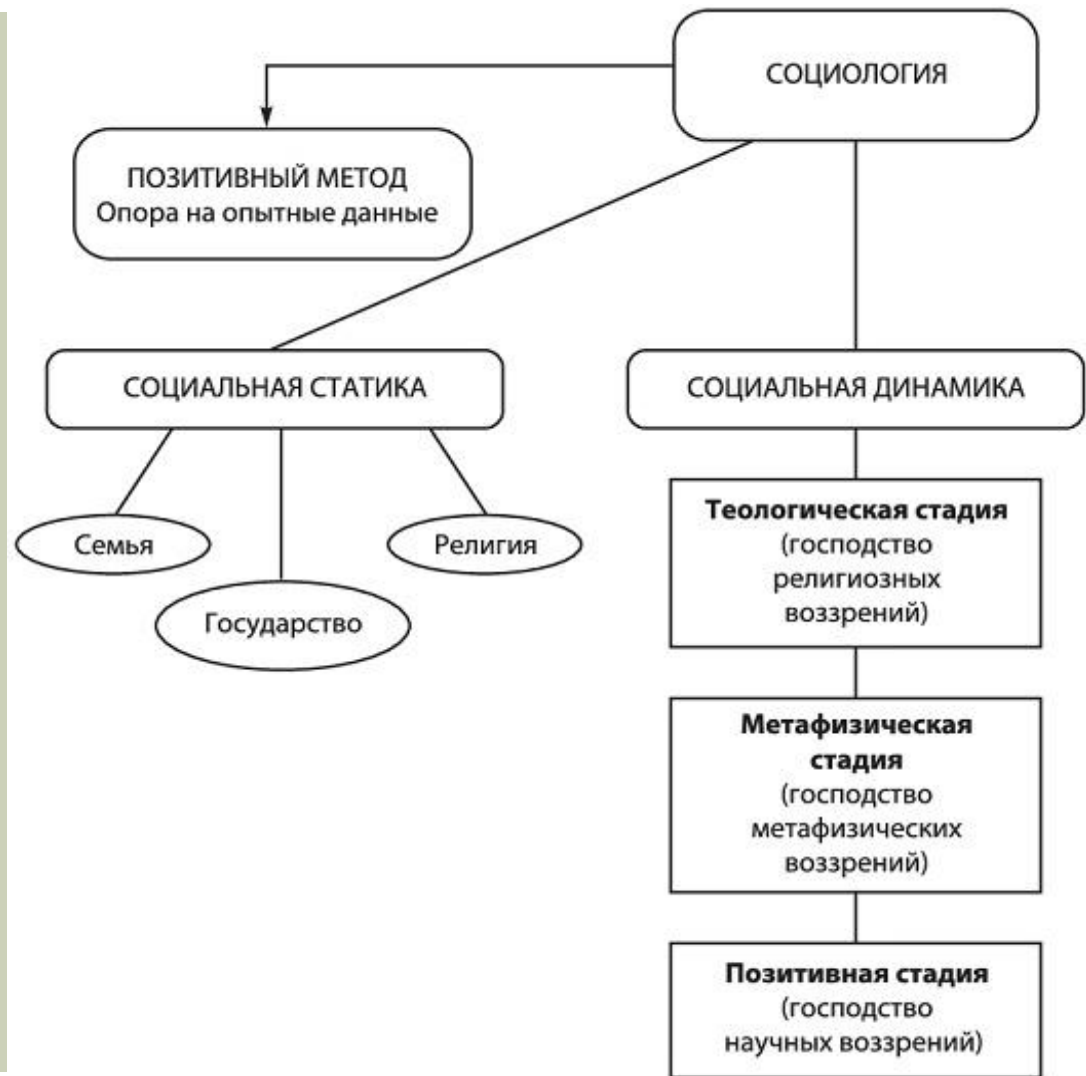 СОЦИОЛОГИЯ
ПОЗИТИВНЫЙ МЕТОД
Опора на опытные данные
СОЦИАЛЬНАЯ СТАТИКА
СОЦИАЛЬНАЯ ДИНАМИКА
Семья
Государство
Религия
Теологическая стадия
(господство
религиозных
воззрений)
Метафизическая
стадия
(господство
метафизических
воззрений)
Позитивная стадия
(господство
научных воззрений)